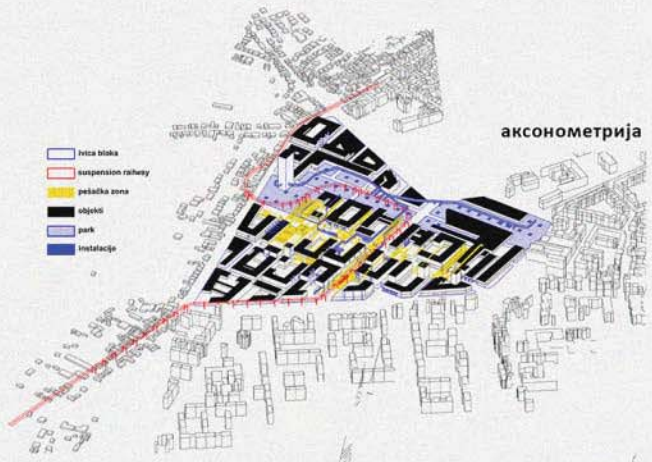 аксонометрија
ivica bloka
suspension railway
pešačka zona
objekti
park
instalacije